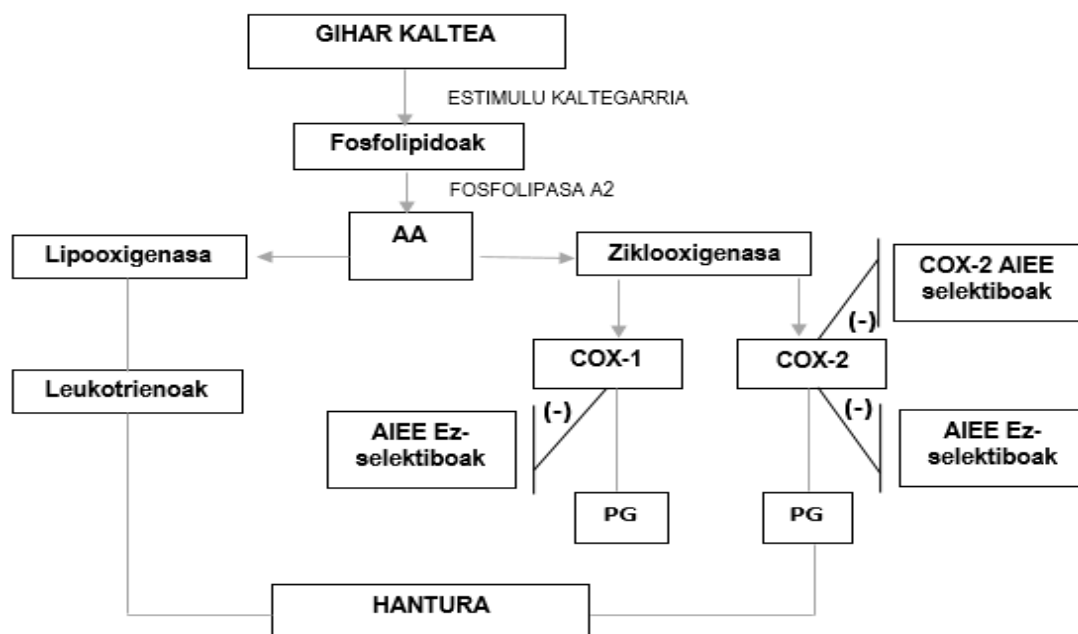 GIHAR KALTEA
ESTIMULU KALTEGARRIA
Fosfolipidoak
FOSFOLIPASA A2
AA
Lipooxigenasa
Ziklooxigenasa
COX-2 AIEE
selektiboak
(-)
COX-1
COX-2
Leukotrienoak
(-)
(-)
AIEE Ez-
selektiboak
AIEE Ez-
selektiboak
PG
PG
HANTURA